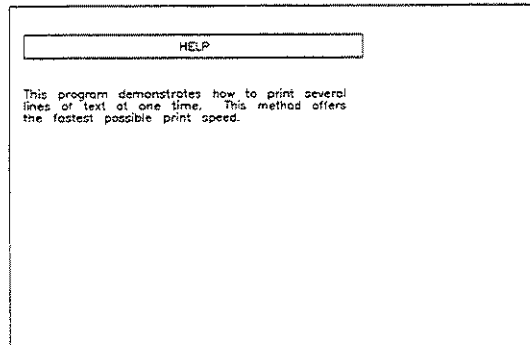 HELP
This program demonstrates how to print several
lines of text at one time. This method offers
the fastest possible print speed.